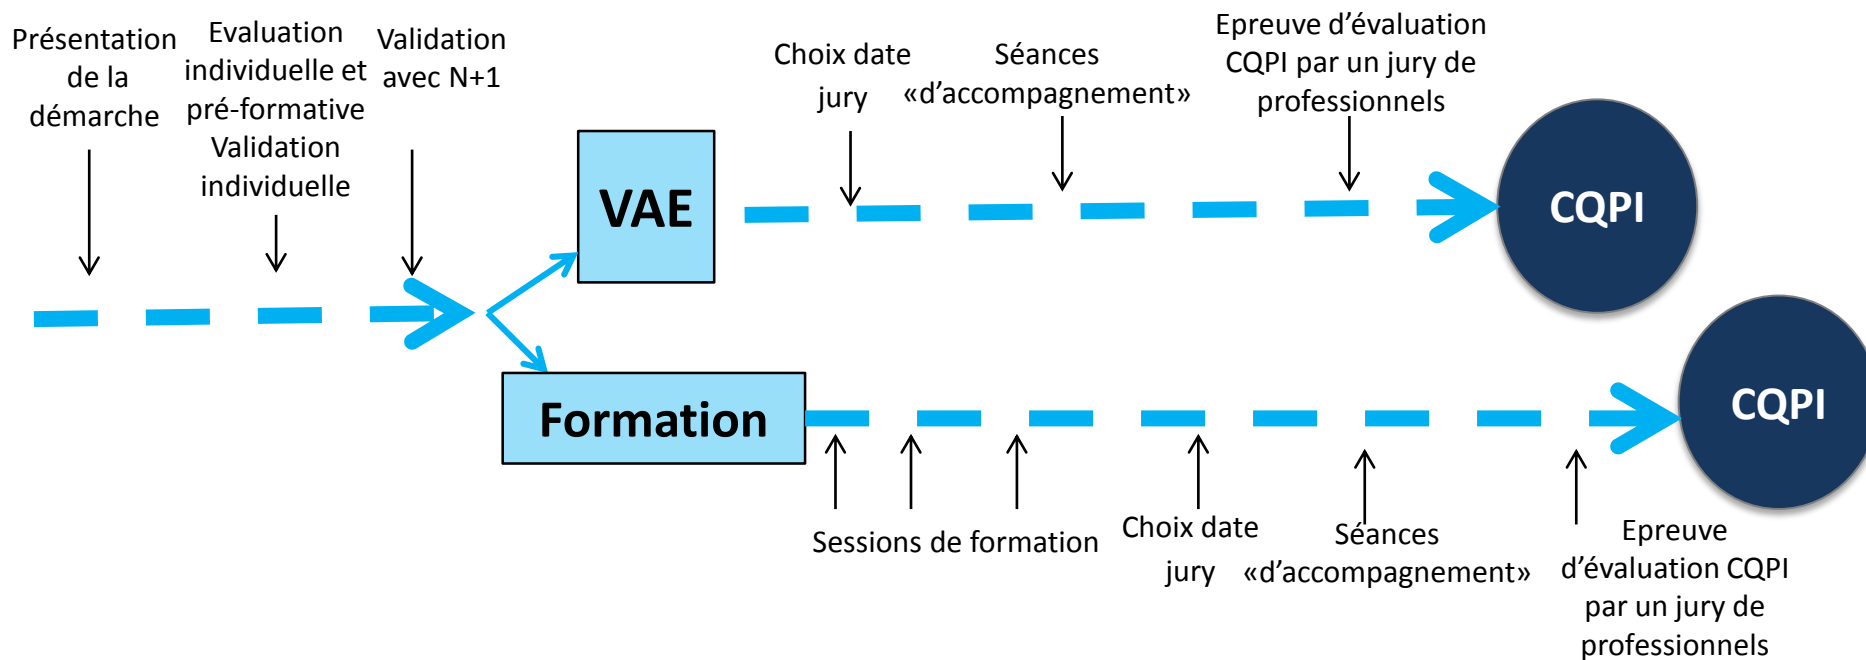 Présentation
de la
démarche
Evaluation
individuelle et
pré-formative
Validation
individuelle
Validation
avec N+1
VAE
Choix date
jury
Séances
«d’accompagnement»
Epreuve d’évaluation
CQPI par un jury de
professionnels
CQPI
Formation
Sessions de formation
Choix date
jury
Séances
«d’accompagnement»
Epreuve
d’évaluation CQPI
par un jury de
professionnels
CQPI